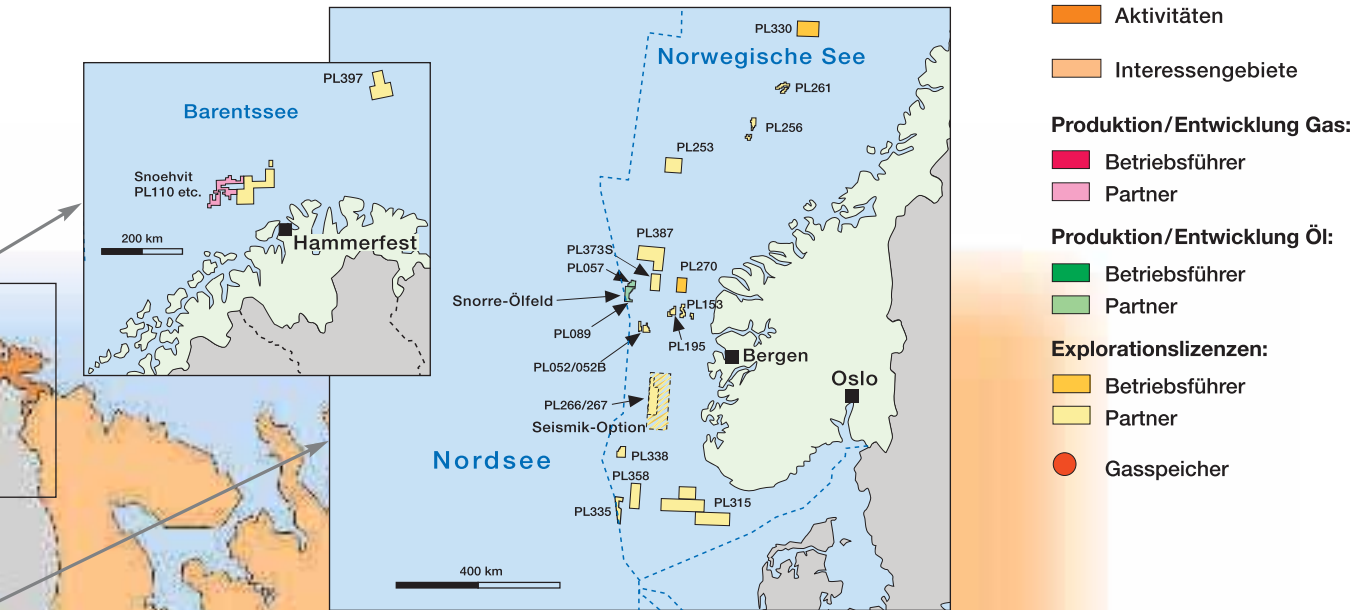 PL397
Barentssee
Snoehvit
PL110 etc.
200 km
Hammerfest
PL330
Norwegische See
PL261
PL256
PL253
PL387
PL373S
PL057
PL270
Snorre-Ölfeld
PL153
PL089
PL195
PL052/052B
Bergen
Oslo
PL266/267
Seismik-Option
Nordsee
PL338
PL358
PL335
PL315
400 km
Aktivitäten
Interessengebiete
Produktion/Entwicklung Gas:
Betriebsführer
Partner
Produktion/Entwicklung Öl:
Betriebsführer
Partner
Explorationslizenzen:
Betriebsführer
Partner
Gasspeicher